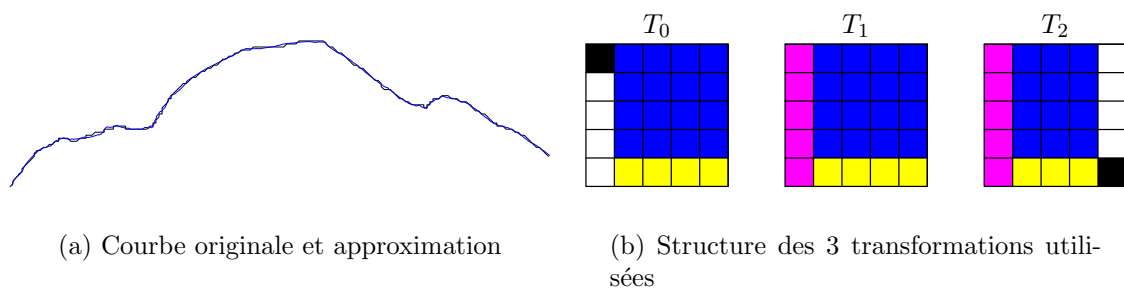 T₀ T₁ T₂
(a) Courbe originale et approximation
(b) Structure des 3 transformations utili-
sées